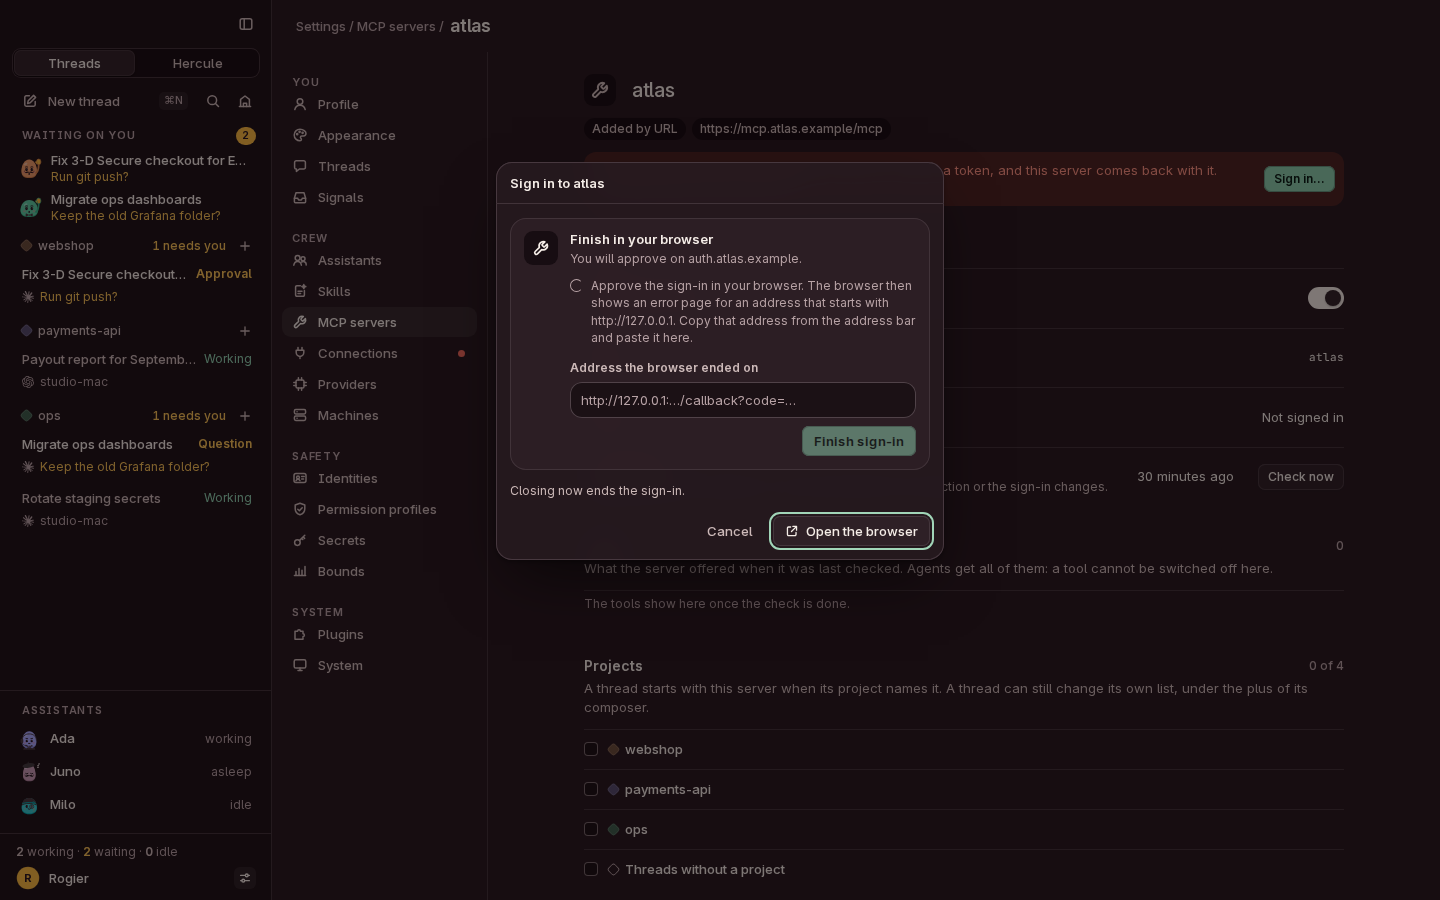 Settings / MCP servers / atlas
Threads
Hercule
New thread
⌘N
WAITING ON YOU
2
Fix 3-D Secure checkout for E…
Run git push?
Migrate ops dashboards
Keep the old Grafana folder?
webshop
1 needs you
Fix 3-D Secure checkout…
Approval
Run git push?
payments-api
Payout report for Septemb…
Working
studio-mac
ops
1 needs you
Migrate ops dashboards
Question
Keep the old Grafana folder?
Rotate staging secrets
Working
studio-mac
ASSISTANTS
Ada
working
Juno
asleep
Milo
idle
2 working · 2 waiting · 0 idle
R
Rogier
YOU
Profile
Appearance
Threads
Signals
CREW
Assistants
Skills
MCP servers
Connections
Providers
Machines
SAFETY
Identities
Permission profiles
Secrets
Bounds
SYSTEM
Plugins
System
atlas
Added by URL
https://mcp.atlas.example/mcp
a token, and this server comes back with it.
Sign in…
Sign in to atlas
Finish in your browser
You will approve on auth.atlas.example.
Approve the sign-in in your browser. The browser then
shows an error page for an address that starts with
http://127.0.0.1. Copy that address from the address bar
and paste it here.
Address the browser ended on
http://127.0.0.1:…/callback?code=…
Finish sign-in
Closing now ends the sign-in.
Cancel
Open the browser
atlas
Not signed in
30 minutes ago
Check now
ction or the sign-in changes.
0
What the server offered when it was last checked. Agents get all of them: a tool cannot be switched off here.
The tools show here once the check is done.
Projects
0 of 4
A thread starts with this server when its project names it. A thread can still change its own list, under the plus of its
composer.
webshop
payments-api
ops
Threads without a project